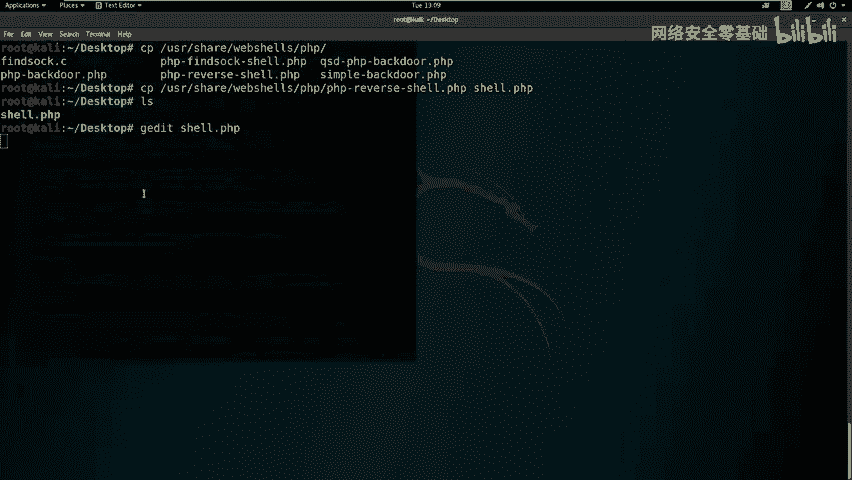 Applications Places Text Editor Tue 13:09
root@kali: ~/Desktop
File Edit View Search Terminal Help
网络安全零基础 bilibili
root@kali:~/Desktop# cp /usr/share/webshells/php/
findsock.c php-findsock-shell.php qsd-php-backdoor.php
php-backdoor.php php-reverse-shell.php simple-backdoor.php
root@kali:~/Desktop# cp /usr/share/webshells/php/php-reverse-shell.php shell.php
root@kali:~/Desktop# ls
shell.php
root@kali:~/Desktop# gedit shell.php